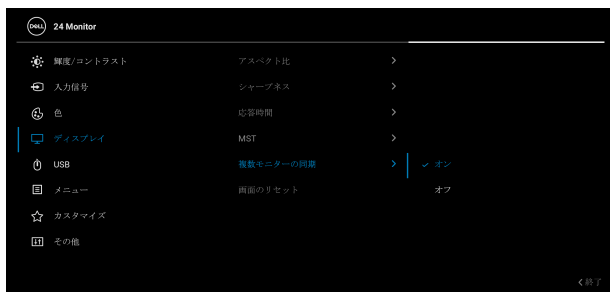 DELL 24 Monitor
輝度/コントラスト
入力信号
色
ディスプレイ
USB
メニュー
カスタマイズ
その他
アスペクト比
シャープネス
応答時間
MST
複数モニターの同期
画面のリセット
オン
オフ
終了